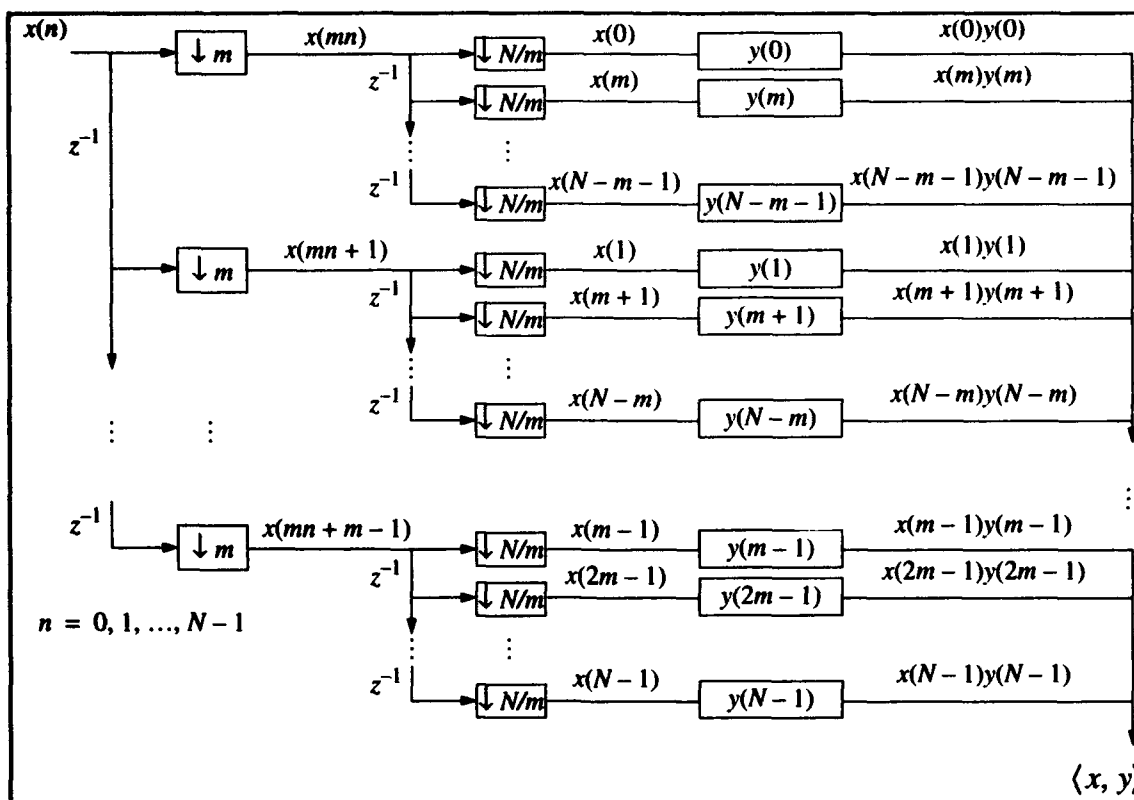 x(n) ↓ m x(mn) ↓ N/m x(0) y(0) x(0)y(0)
z⁻¹ ↓ N/m x(m) y(m) x(m)y(m)
z⁻¹ ⋮ ⋮
z⁻¹ ↓ N/m x(N − m − 1) y(N − m − 1) x(N − m − 1)y(N − m − 1)
↓ m x(mn + 1) ↓ N/m x(1) y(1) x(1)y(1)
z⁻¹ ↓ N/m x(m + 1) y(m + 1) x(m + 1)y(m + 1)
⋮ ⋮
z⁻¹ ↓ N/m x(N − m) y(N − m) x(N − m)y(N − m)
⋮ ⋮ ⋮
z⁻¹ ↓ m x(mn + m − 1) ↓ N/m x(m − 1) y(m − 1) x(m − 1)y(m − 1)
z⁻¹ ↓ N/m x(2m − 1) y(2m − 1) x(2m − 1)y(2m − 1)
n = 0, 1, ..., N − 1 ⋮ ⋮
z⁻¹ ↓ N/m x(N − 1) y(N − 1) x(N − 1)y(N − 1)
⟨x, y⟩